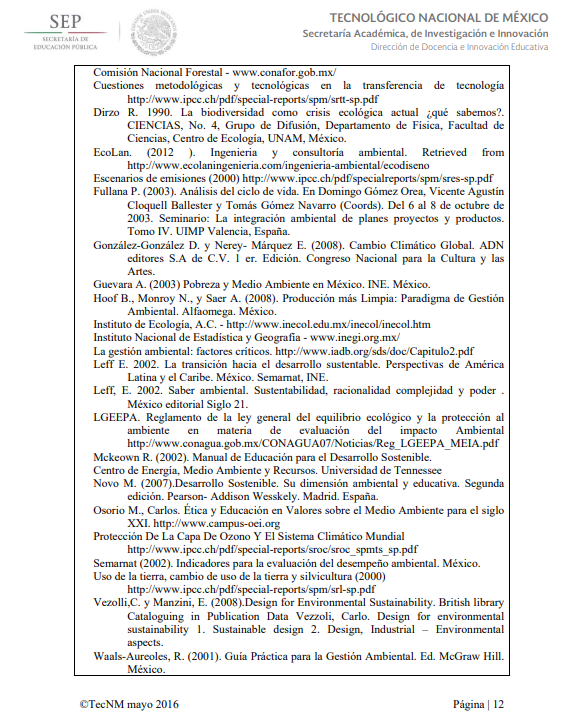 SEP
SECRETARÍA DE
EDUCACIÓN PÚBLICA
TECNOLÓGICO NACIONAL DE MÉXICO
Secretaría Académica, de Investigación e Innovación
Dirección de Docencia e Innovación Educativa
Comisión Nacional Forestal - www.conafor.gob.mx/
Cuestiones metodológicas y tecnológicas en la transferencia de tecnología
http://www.ipcc.ch/pdf/special-reports/spm/srtt-sp.pdf
Dirzo R. 1990. La biodiversidad como crisis ecológica actual ¿qué sabemos?.
CIENCIAS, No. 4, Grupo de Difusión, Departamento de Física, Facultad de
Ciencias, Centro de Ecología, UNAM, México.
EcoLan. (2012 ). Ingenieria y consultoría ambiental. Retrieved from
http://www.ecolaningenieria.com/ingenieria-ambiental/ecodiseno
Escenarios de emisiones (2000) http://www.ipcc.ch/pdf/specialreports/spm/sres-sp.pdf
Fullana P. (2003). Análisis del ciclo de vida. En Domingo Gómez Orea, Vicente Agustín
Cloquell Ballester y Tomás Gómez Navarro (Coords). Del 6 al 8 de octubre de
2003. Seminario: La integración ambiental de planes proyectos y productos.
Tomo IV. UIMP Valencia, España.
González-González D. y Nerey- Márquez E. (2008). Cambio Climático Global. ADN
editores S.A de C.V. 1 er. Edición. Congreso Nacional para la Cultura y las
Artes.
Guevara A. (2003) Pobreza y Medio Ambiente en México. INE. México.
Hoof B., Monroy N., y Saer A. (2008). Producción más Limpia: Paradigma de Gestión
Ambiental. Alfaomega. México.
Instituto de Ecología, A.C. - http://www.inecol.edu.mx/inecol/inecol.htm
Instituto Nacional de Estadística y Geografía - www.inegi.org.mx/
La gestión ambiental: factores críticos. http://www.iadb.org/sds/doc/Capitulo2.pdf
Leff E. 2002. La transición hacia el desarrollo sustentable. Perspectivas de América
Latina y el Caribe. México. Semarnat, INE.
Leff, E. 2002. Saber ambiental. Sustentabilidad, racionalidad complejidad y poder .
México editorial Siglo 21.
LGEEPA. Reglamento de la ley general del equilibrio ecológico y la protección al
ambiente en materia de evaluación del impacto Ambiental
http://www.conagua.gob.mx/CONAGUA07/Noticias/Reg_LGEEPA_MEIA.pdf
Mckeown R. (2002). Manual de Educación para el Desarrollo Sostenible.
Centro de Energía, Medio Ambiente y Recursos. Universidad de Tennessee
Novo M. (2007).Desarrollo Sostenible. Su dimensión ambiental y educativa. Segunda
edición. Pearson- Addison Wesskely. Madrid. España.
Osorio M., Carlos. Ética y Educación en Valores sobre el Medio Ambiente para el siglo
XXI. http://www.campus-oei.org
Protección De La Capa De Ozono Y El Sistema Climático Mundial
http://www.ipcc.ch/pdf/special-reports/sroc/sroc_spmts_sp.pdf
Semarnat (2002). Indicadores para la evaluación del desempeño ambiental. México.
Uso de la tierra, cambio de uso de la tierra y silvicultura (2000)
http://www.ipcc.ch/pdf/special-reports/spm/srl-sp.pdf
Vezolli,C. y Manzini, E. (2008).Design for Environmental Sustainability. British library
Cataloguing in Publication Data Vezzoli, Carlo. Design for environmental
sustainability 1. Sustainable design 2. Design, Industrial – Environmental
aspects.
Waals-Aureoles, R. (2001). Guía Práctica para la Gestión Ambiental. Ed. McGraw Hill.
México.
©TecNM mayo 2016
Página | 12